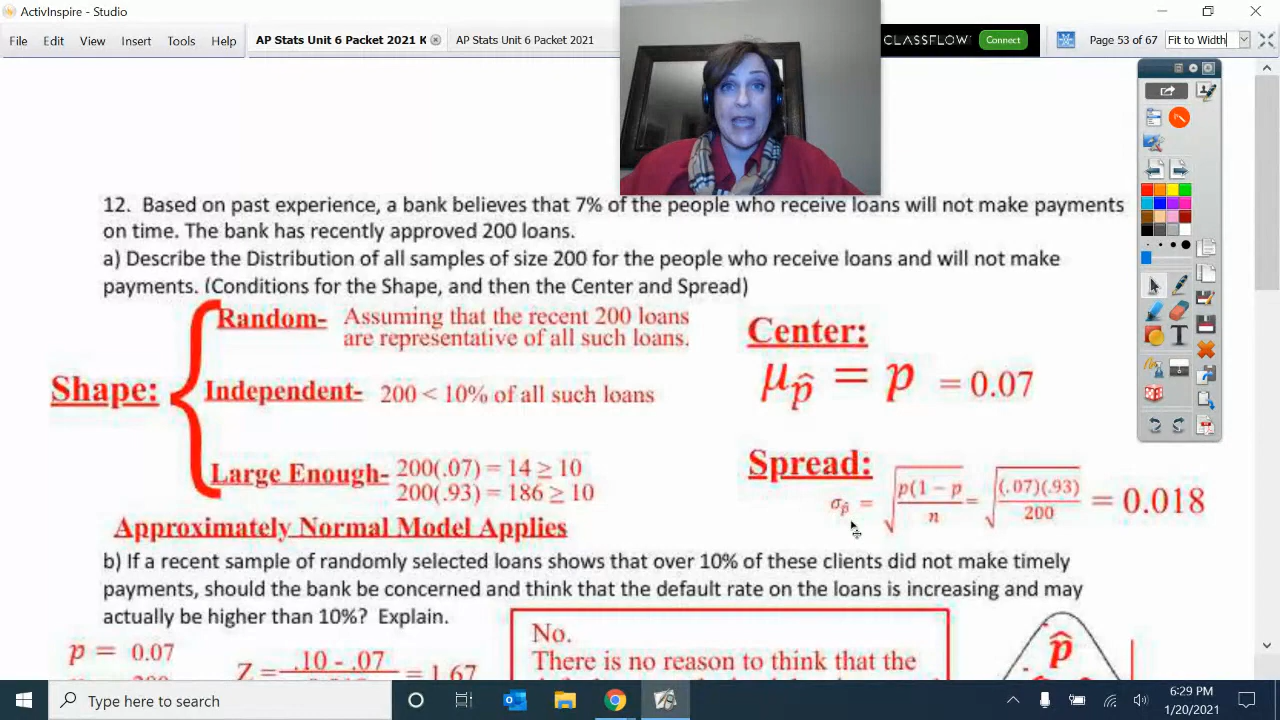 ActivInspire - Studio
File Edit View Insert Tools Help
AP Stats Unit 6 Packet 2021 K
AP Stats Unit 6 Packet 2021
CLASSFLOW Connect
Page 53 of 67
Fit to Width
12. Based on past experience, a bank believes that 7% of the people who receive loans will not make payments
on time. The bank has recently approved 200 loans.
a) Describe the Distribution of all samples of size 200 for the people who receive loans and will not make
payments. (Conditions for the Shape, and then the Center and Spread)
Shape:
Random- Assuming that the recent 200 loans
are representative of all such loans.
Independent- 200 < 10% of all such loans
Large Enough- 200(.07) = 14 ≥ 10
200(.93) = 186 ≥ 10
Approximately Normal Model Applies
Center:
μp̂ = p = 0.07
Spread:
σp̂ = √p(1 − p / n = √(.07)(.93) / 200 = 0.018
b) If a recent sample of randomly selected loans shows that over 10% of these clients did not make timely
payments, should the bank be concerned and think that the default rate on the loans is increasing and may
actually be higher than 10%? Explain.
p = 0.07
Z = .10 - .07 = 1.67
No.
There is no reason to think that the
p̂
Type here to search
6:29 PM
1/20/2021